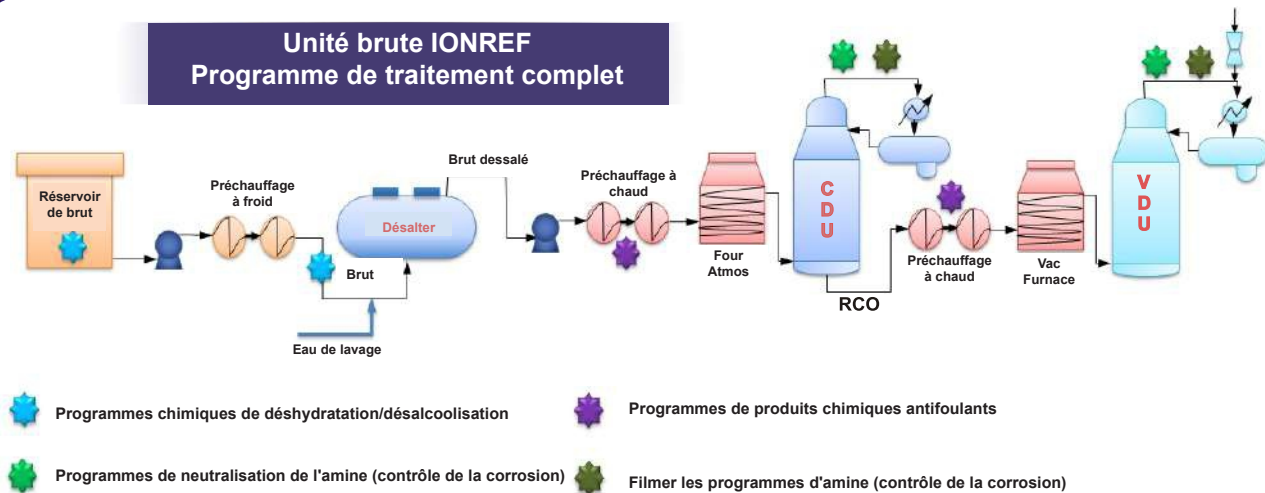 Unité brute IONREF
Programme de traitement complet
Réservoir
de brut
Préchauffage
à froid
Brut
Eau de lavage
Désalter
Brut dessalé
Préchauffage à
chaud
Four
Atmos
CDU
RCO
Préchauffage
à chaud
Vac
Furnace
VDU
Programmes chimiques de déshydratation/désalcoolisation
Programmes de produits chimiques antifoulants
Programmes de neutralisation de l'amine (contrôle de la corrosion)
Filmer les programmes d'amine (contrôle de la corrosion)